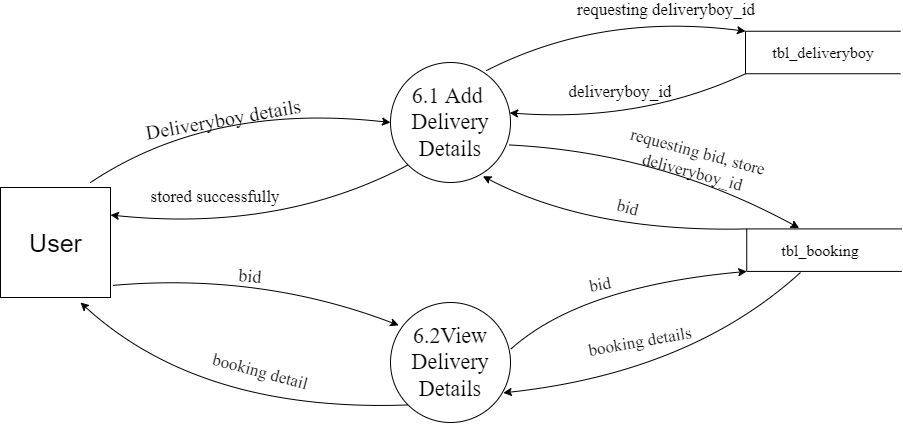 requesting deliveryboy_id
tbl_deliveryboy
deliveryboy_id
6.1 Add
Delivery
Details
Deliveryboy details
requesting bid, store
deliveryboy_id
stored successfully
bid
User
tbl_booking
bid
bid
6.2View
Delivery
Details
booking details
booking detail